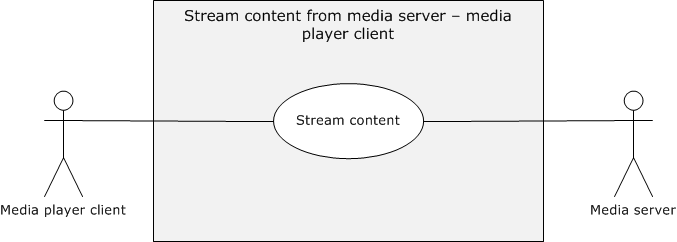 Stream content from media server – media
player client
Stream content
Media player client
Media server